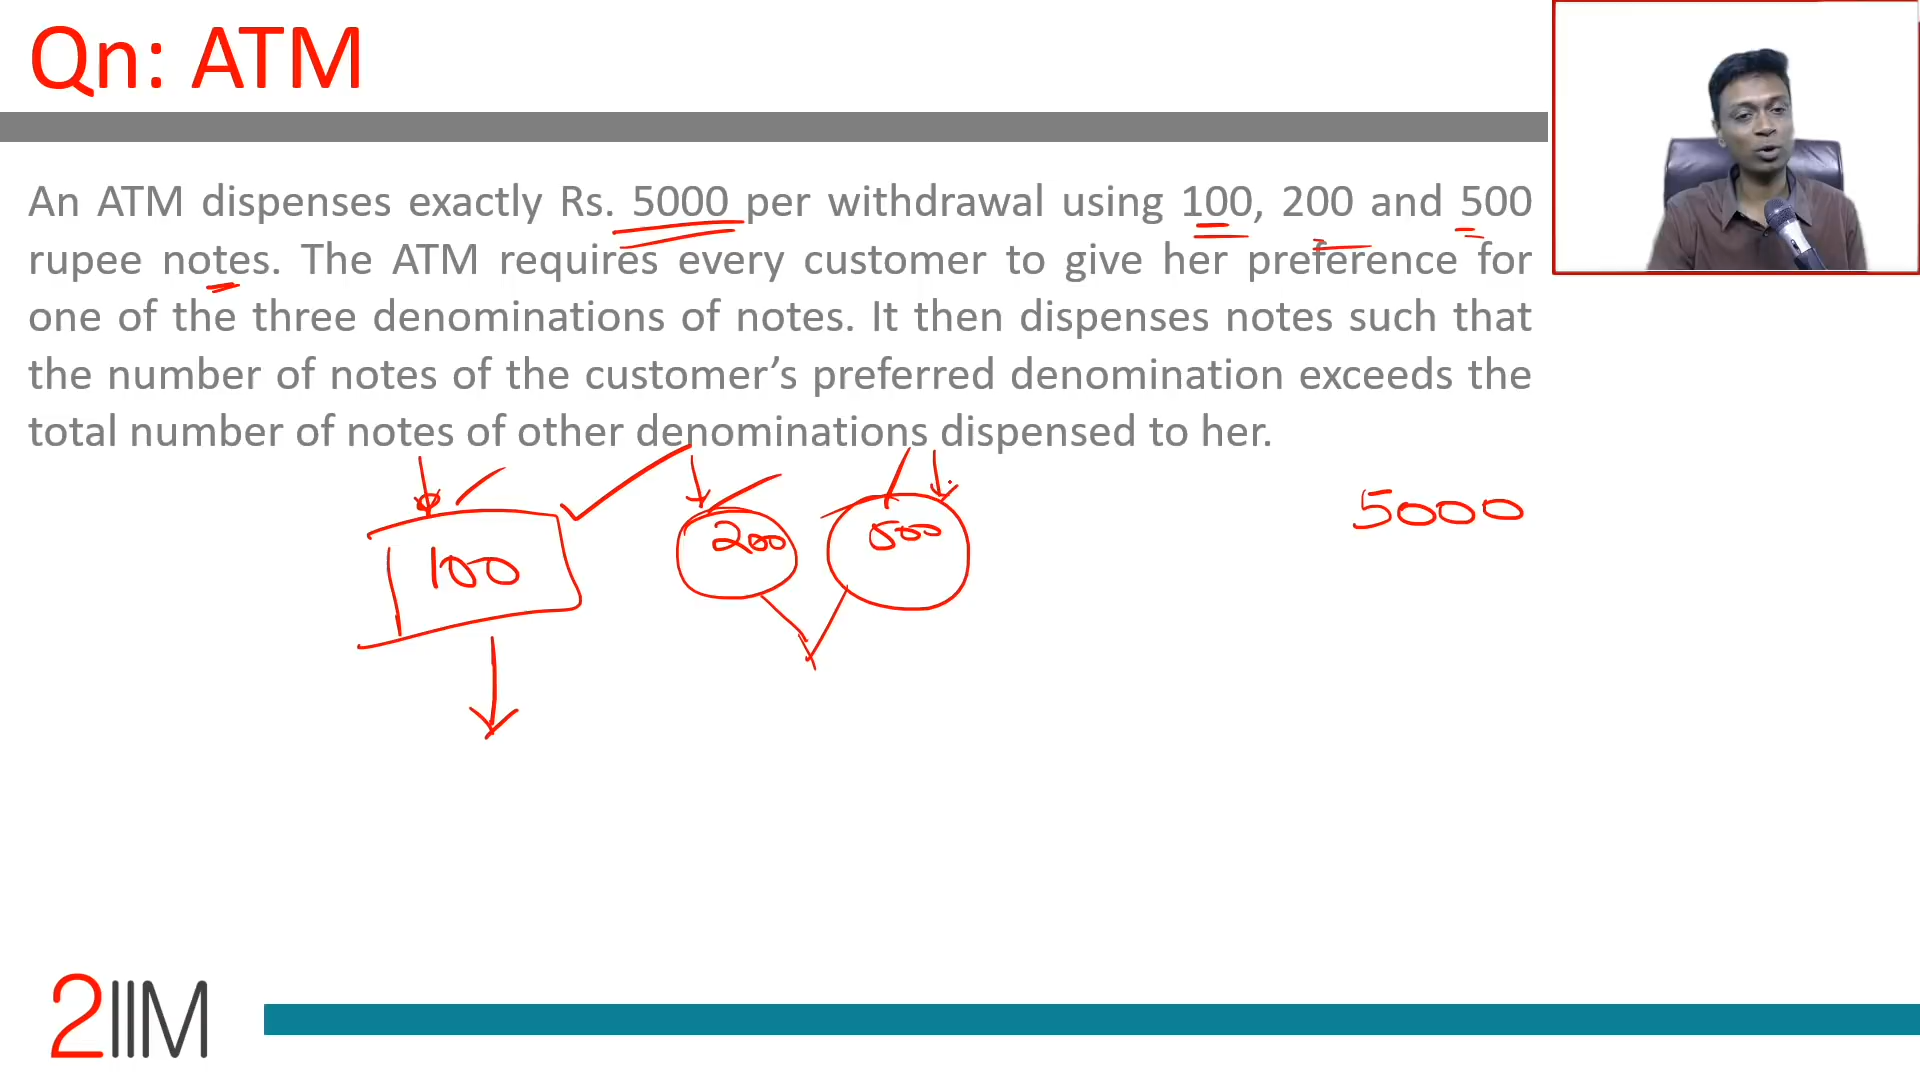 Qn: ATM
An ATM dispenses exactly Rs. 5000 per withdrawal using 100, 200 and 500
rupee notes. The ATM requires every customer to give her preference for
one of the three denominations of notes. It then dispenses notes such that
the number of notes of the customer’s preferred denomination exceeds the
total number of notes of other denominations dispensed to her.
5000
100 200 500
2IIM